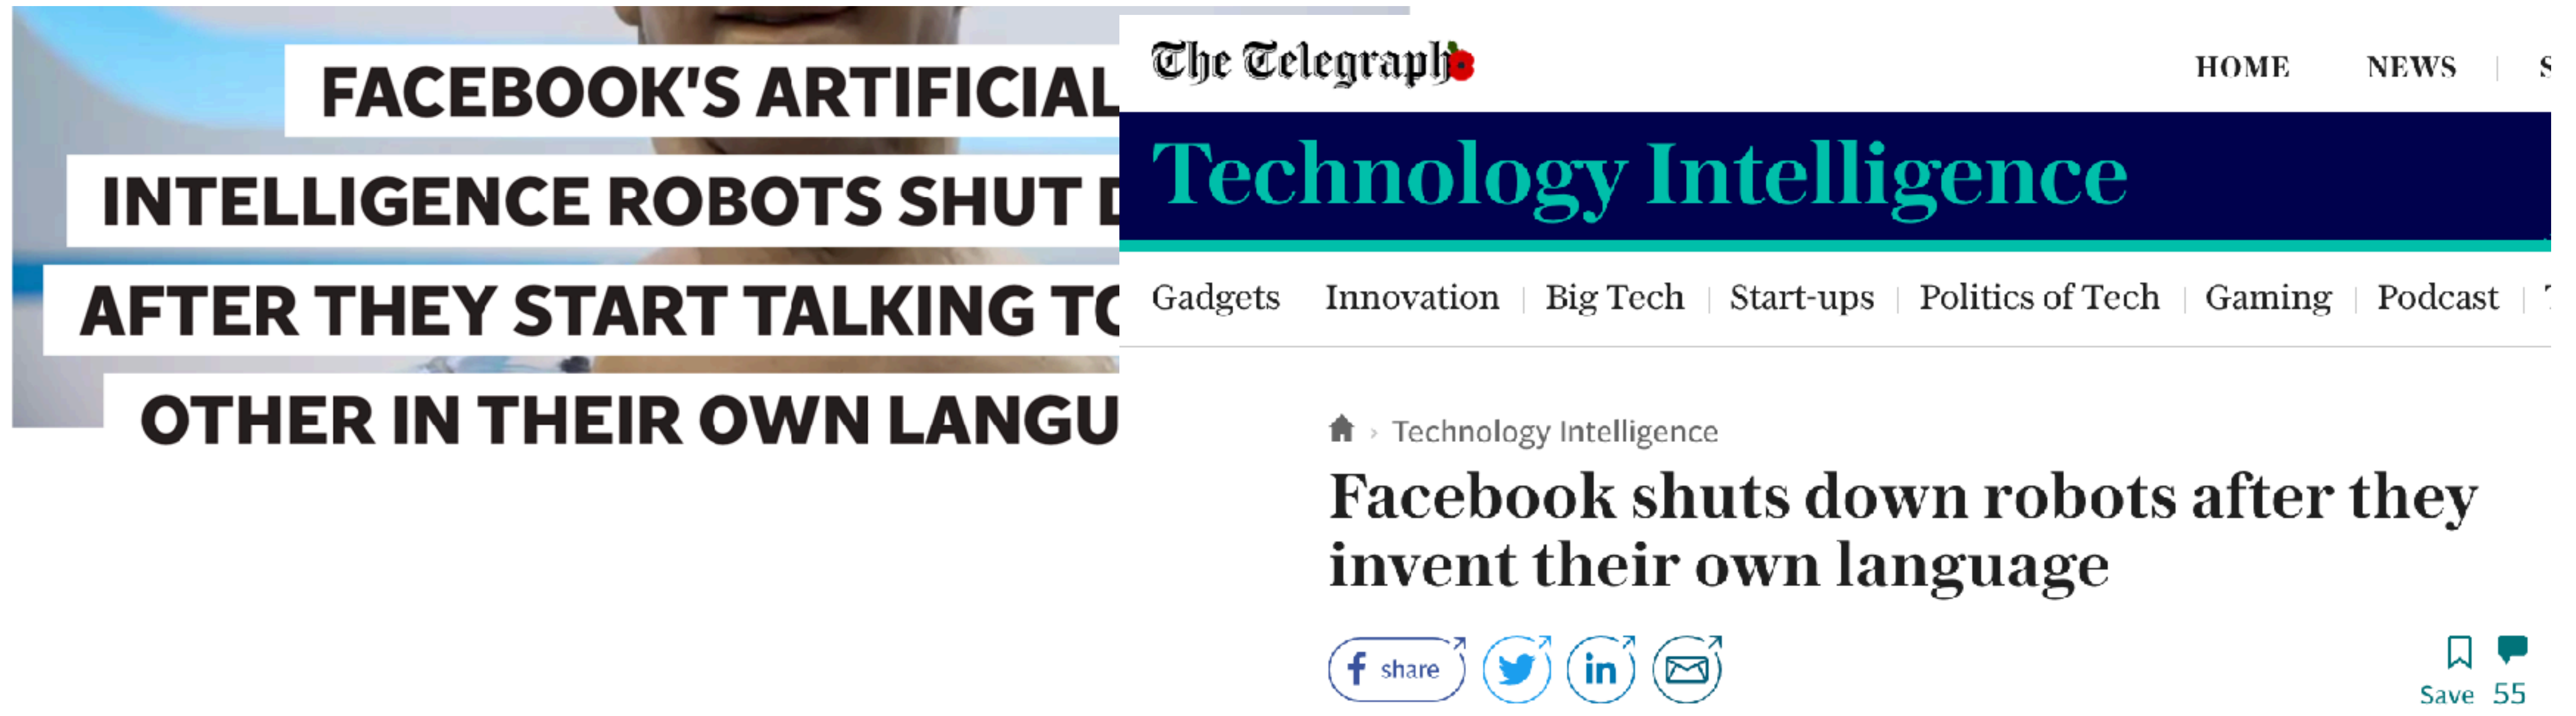 FACEBOOK'S ARTIFICIAL
INTELLIGENCE ROBOTS SHUT
AFTER THEY START TALKING
OTHER IN THEIR OWN LANGU
The Telegraph
HOME NEWS
Technology Intelligence
Gadgets Innovation Big Tech Start-ups Politics of Tech Gaming Podcast
Technology Intelligence
Facebook shuts down robots after they
invent their own language
f share
in
Save 55